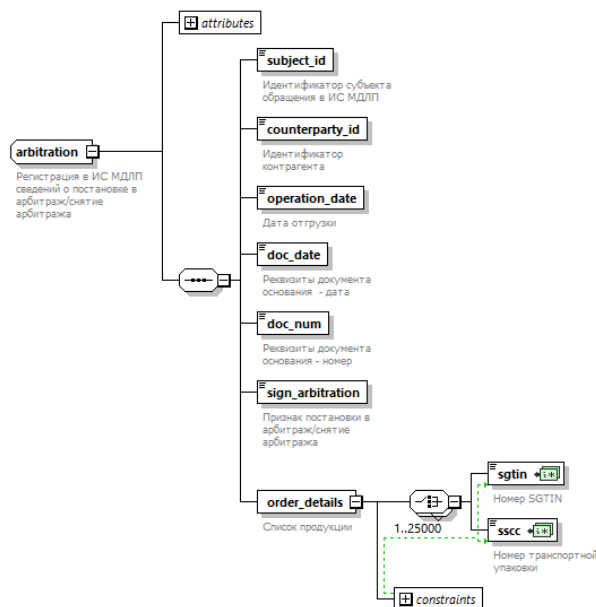 attributes
subject_id
Идентификатор субъекта
обращения в ИС МДЛП
counterparty_id
Идентификатор
контрагента
arbitration
Регистрация в ИС МДЛП
сведений о постановке в
арбитраж/снятие
арбитража
operation_date
Дата отгрузки
doc_date
Реквизиты документа
основания - дата
doc_num
Реквизиты документа
основания - номер
sign_arbitration
Признак постановки в
арбитраж/снятие
арбитража
order_details
Список продукции
1..25000
sgtin
Номер SGTIN
sscc
Номер транспортной
упаковки
constraints